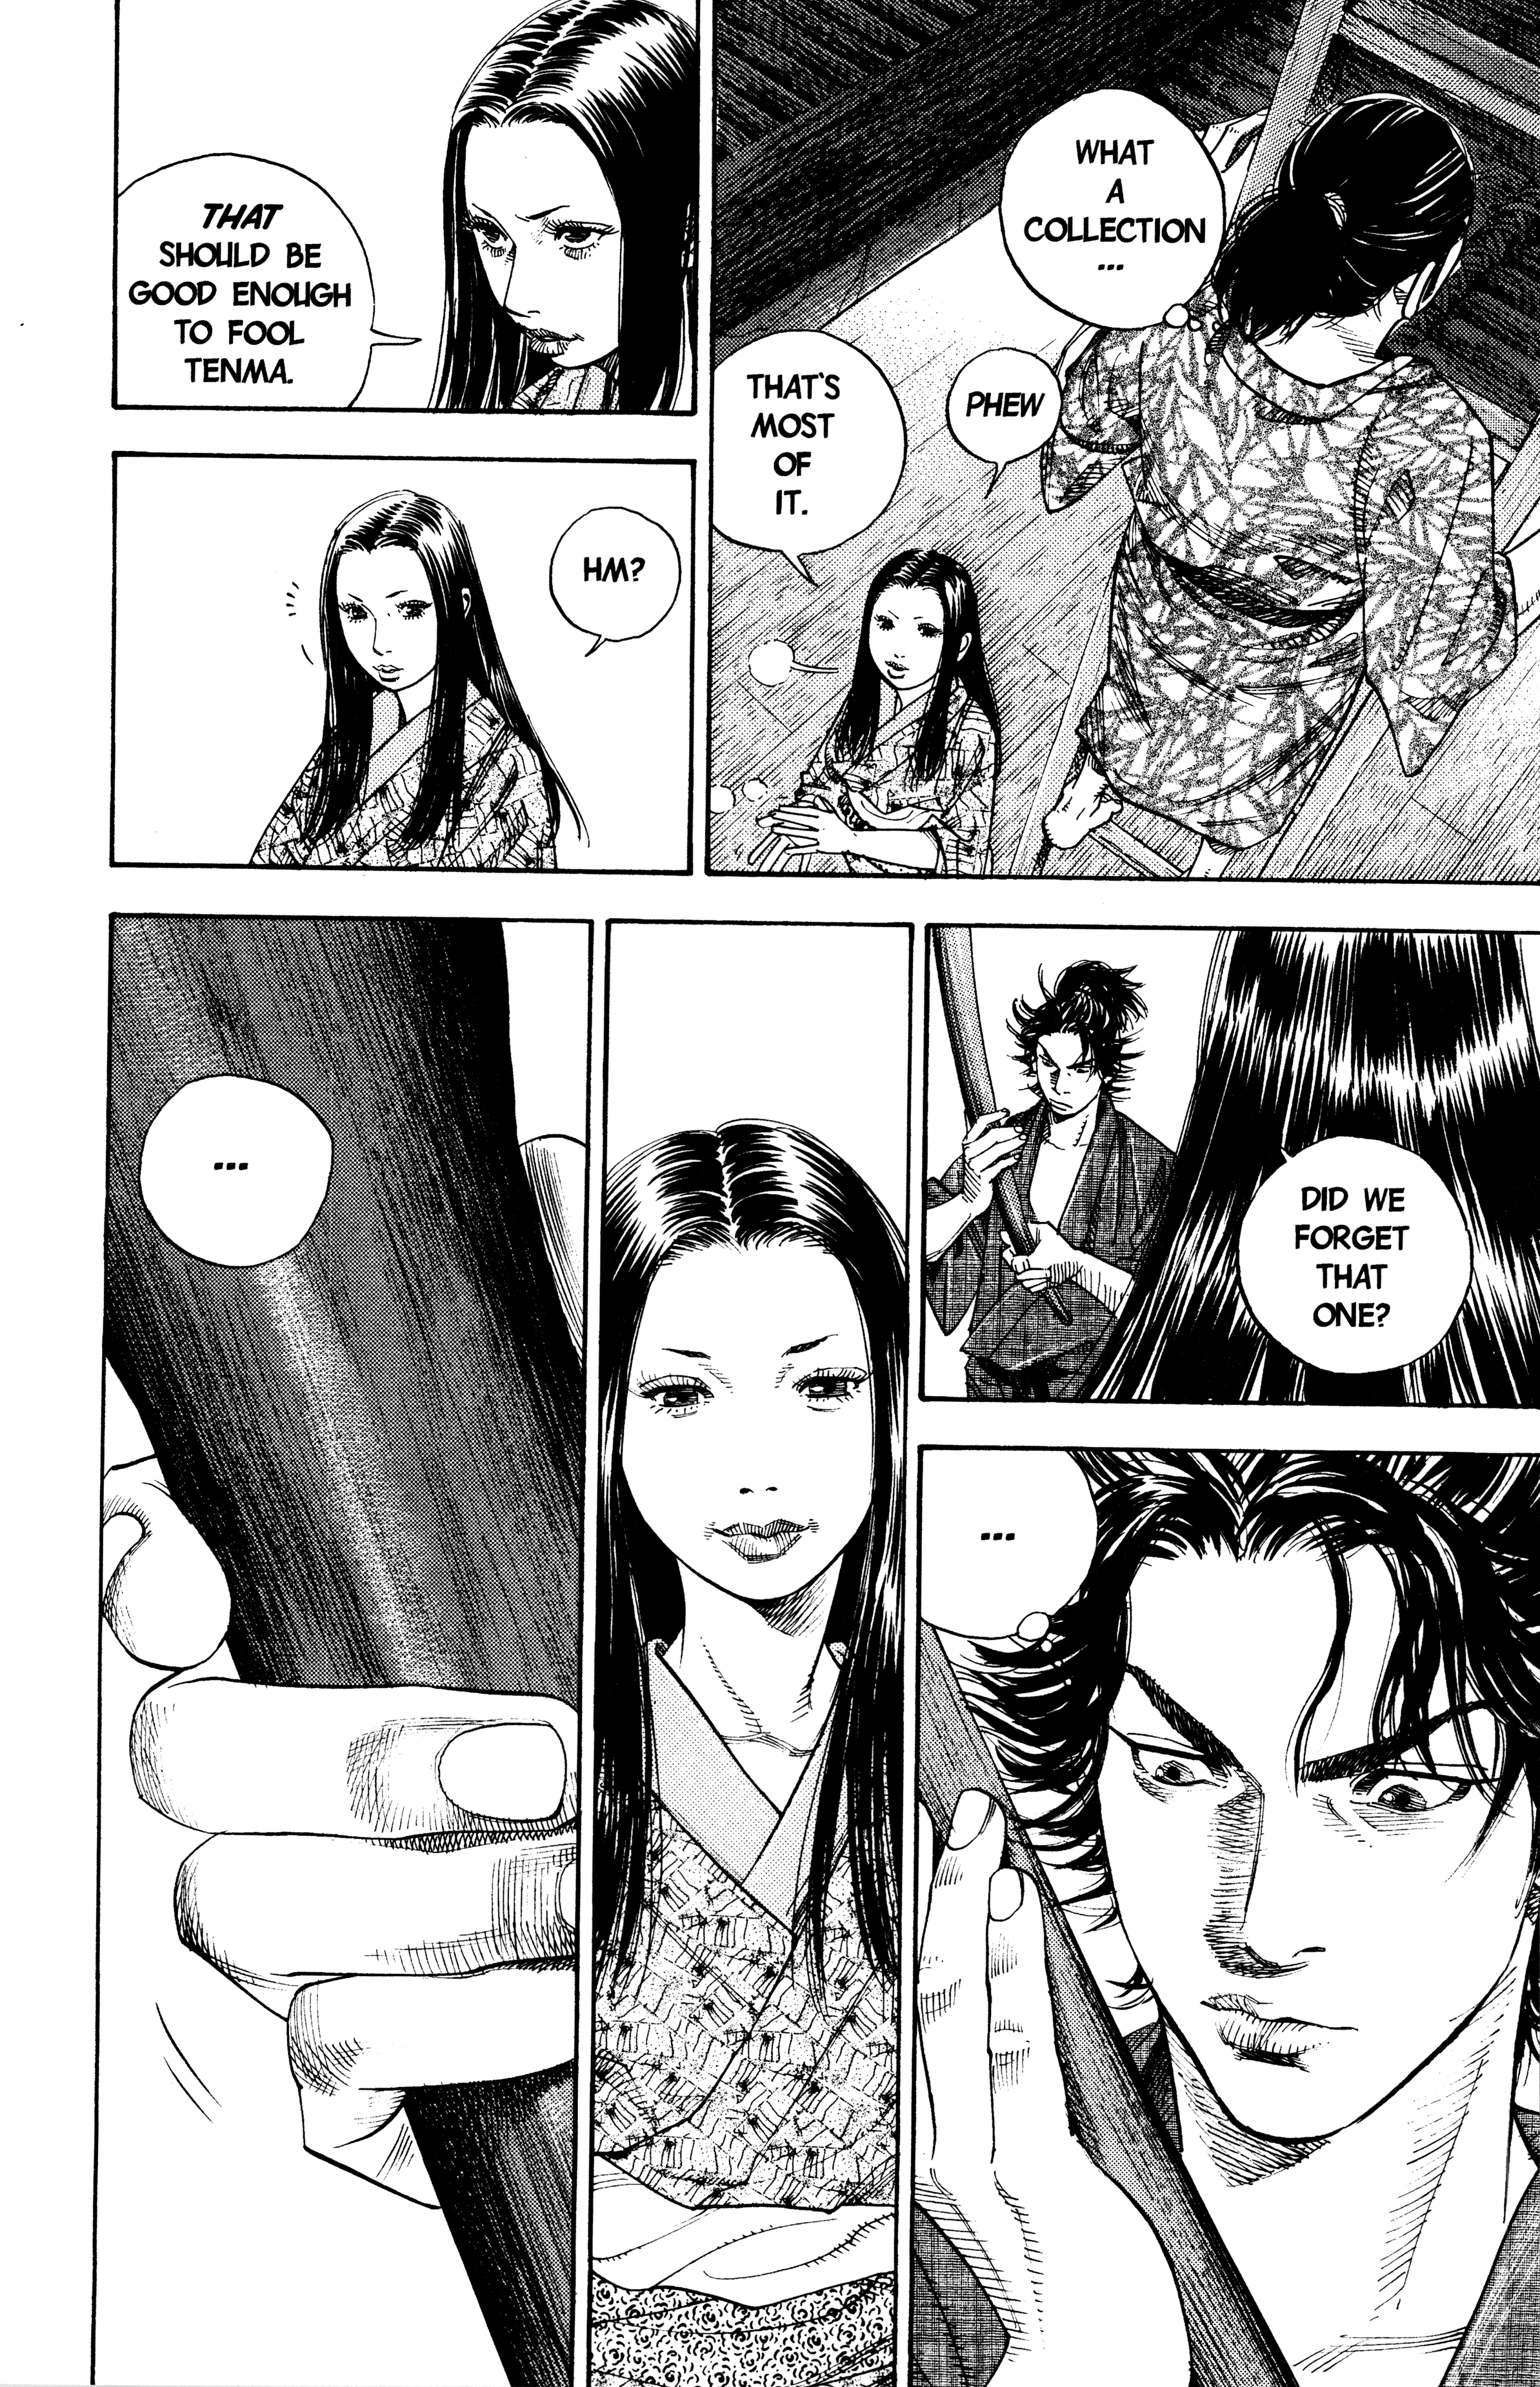 WHAT
A
COLLECTION
...
PHEW
THAT'S
MOST
OF
IT.
THAT
SHOULD BE
GOOD ENOUGH
TO FOOL
TENMA.
HM?
DID WE
FORGET
THAT
ONE?
...
...